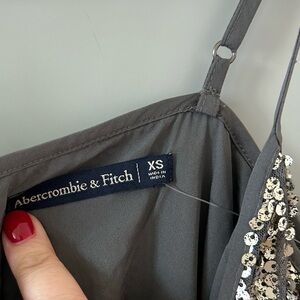 Abercrombie & Fitch
XS
MADE IN
INDIA